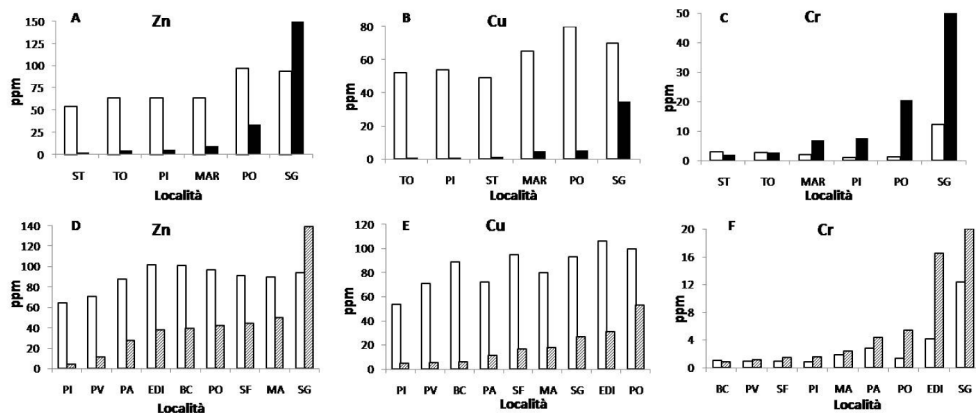 A Zn
150
125
100
75
50
25
0
ppm
ST TO PI MAR PO SG
Località
B Cu
80
60
40
20
0
ppm
TO PI ST MAR PO SG
Località
C Cr
50
40
30
20
10
0
ppm
ST TO MAR PI PO SG
Località
D Zn
140
120
100
80
60
40
20
0
ppm
PI PV PA EDI BC PO SF MA SG
Località
E Cu
120
100
80
60
40
20
0
ppm
PI PV BC PA SF MA SG EDI PO
Località
F Cr
20
16
12
8
4
0
ppm
BC PV SF PI MA PA PO EDI SG
Località